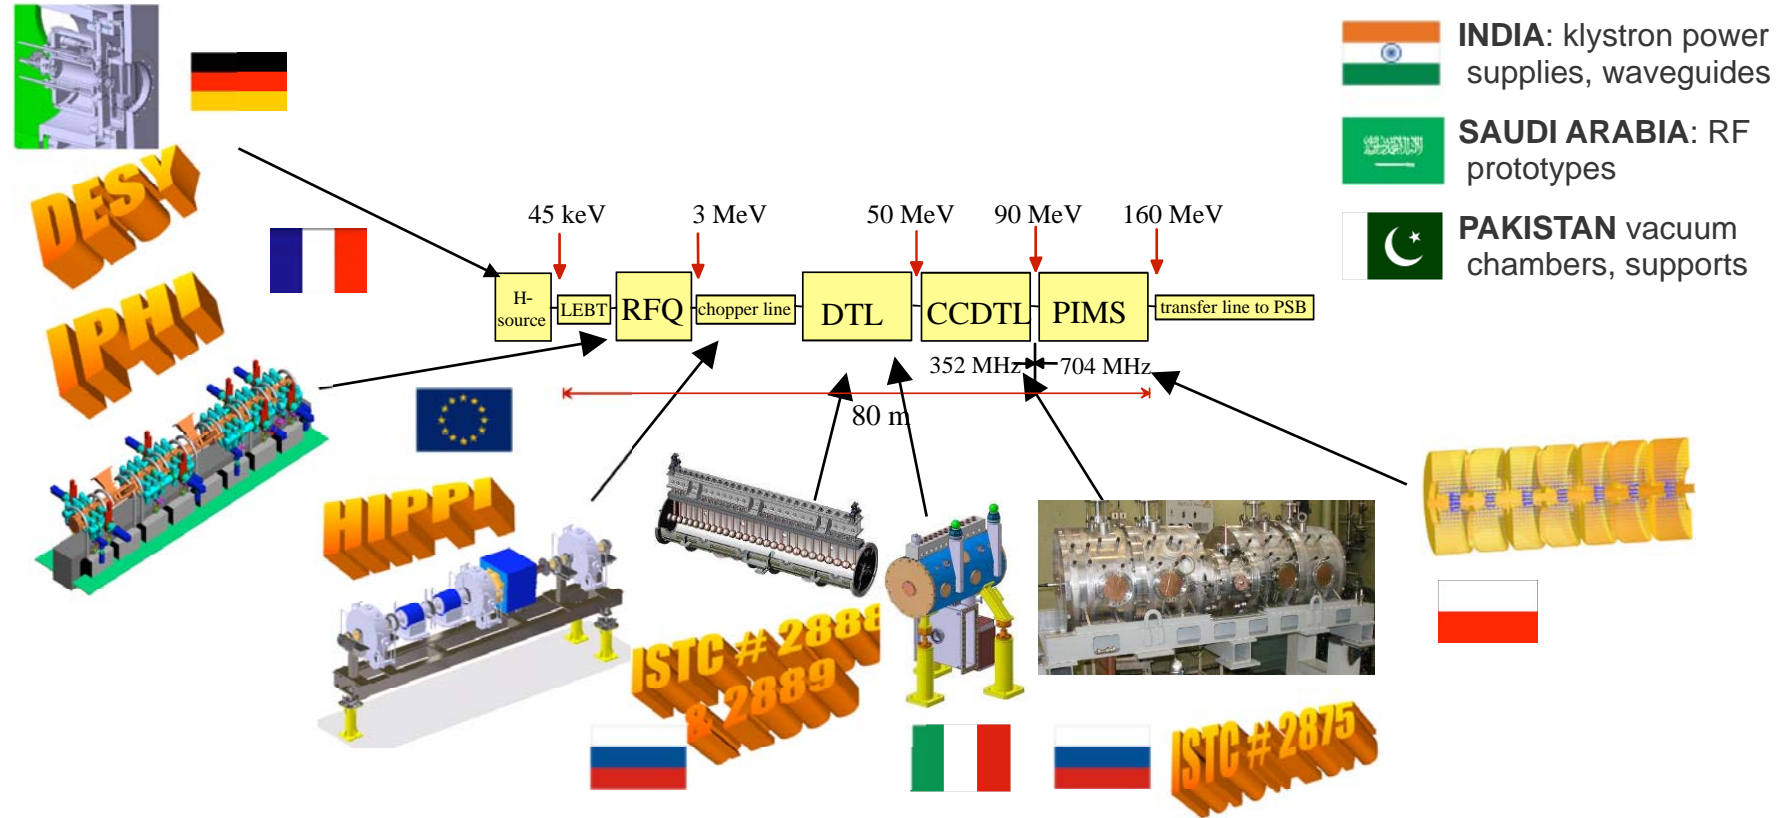 INDIA: klystron power
supplies, waveguides
SAUDI ARABIA: RF
prototypes
PAKISTAN vacuum
chambers, supports
DESY
IPHI
45 keV
3 MeV
50 MeV
90 MeV
160 MeV
H-
source
LEBT
RFQ
chopper line
DTL
CCDTL
PIMS
transfer line to PSB
352 MHz
704 MHz
80 m
HIPPI
ISTC # 2888
& 2889
ISTC # 2875